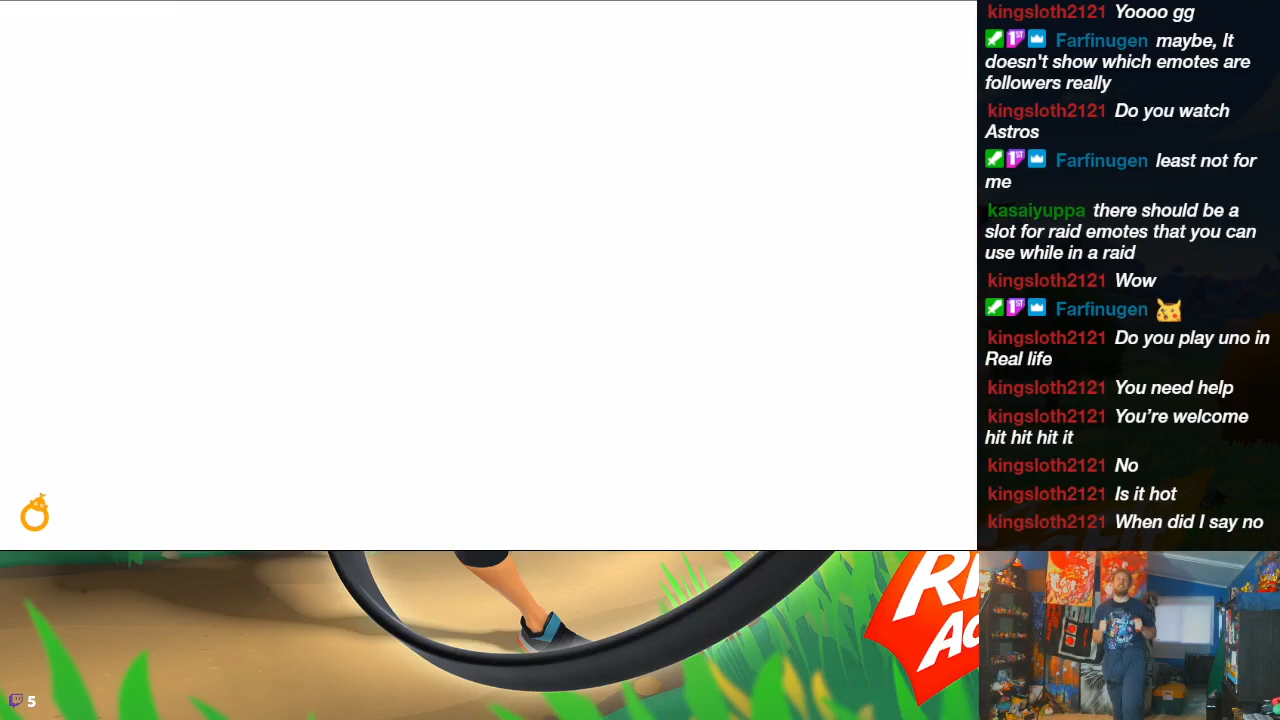 kingsloth2121 Yoooo gg
1ST Farfinugen maybe, It
doesn't show which emotes are
followers really
kingsloth2121 Do you watch
Astros
1ST Farfinugen least not for
me
kasaiyuppa there should be a
slot for raid emotes that you can
use while in a raid
kingsloth2121 Wow
1ST Farfinugen
kingsloth2121 Do you play uno in
Real life
kingsloth2121 You need help
kingsloth2121 You’re welcome
hit hit hit it
kingsloth2121 No
kingsloth2121 Is it hot
kingsloth2121 When did I say no
5